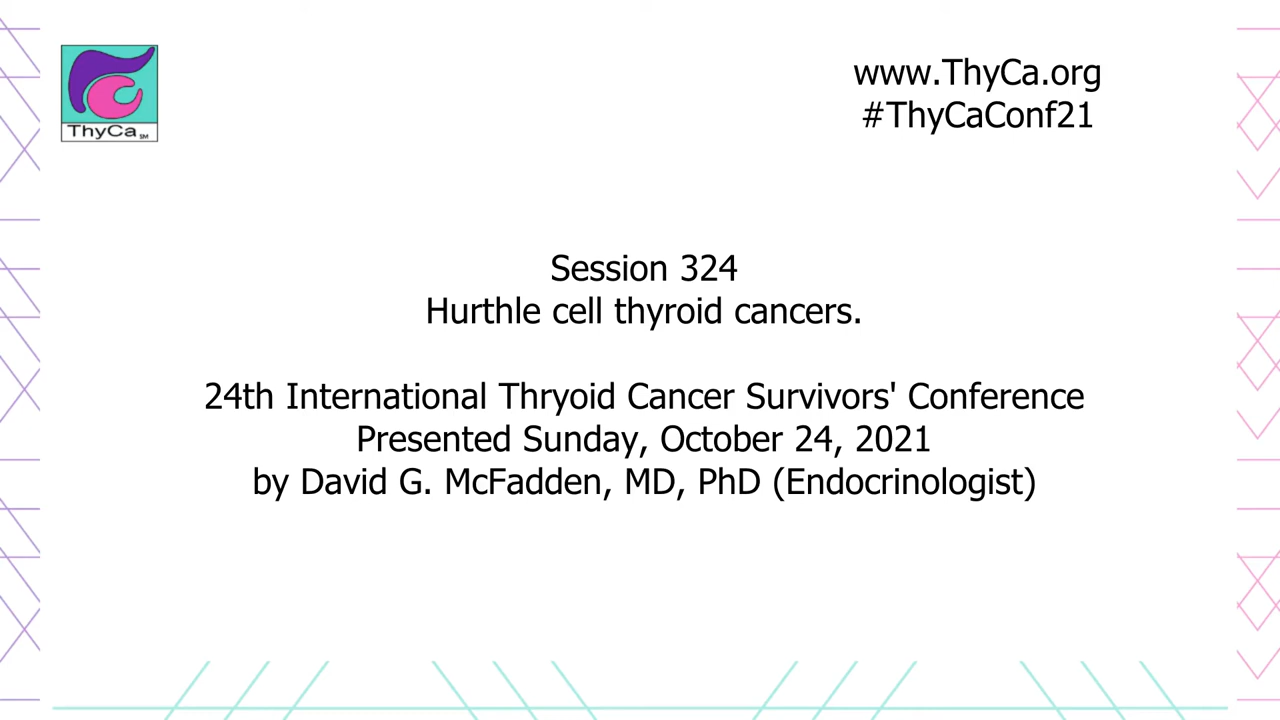 ThyCa SM
www.ThyCa.org
#ThyCaConf21
Session 324
Hurthle cell thyroid cancers.
24th International Thryoid Cancer Survivors' Conference
Presented Sunday, October 24, 2021
by David G. McFadden, MD, PhD (Endocrinologist)